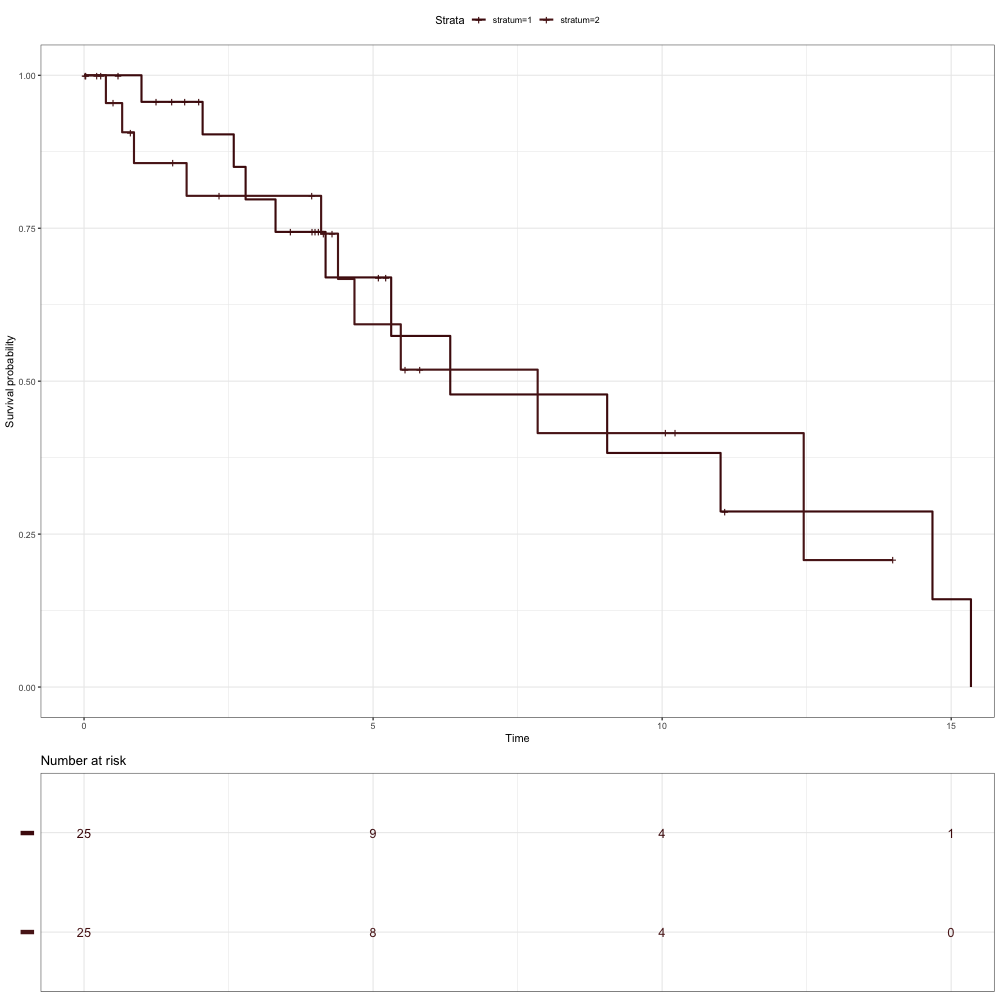 Strata stratum=1 stratum=2
1.00
0.75
0.50
0.25
0.00
Survival probability
0 5 10 15
Time
Number at risk
25 9 4 1
25 8 4 0